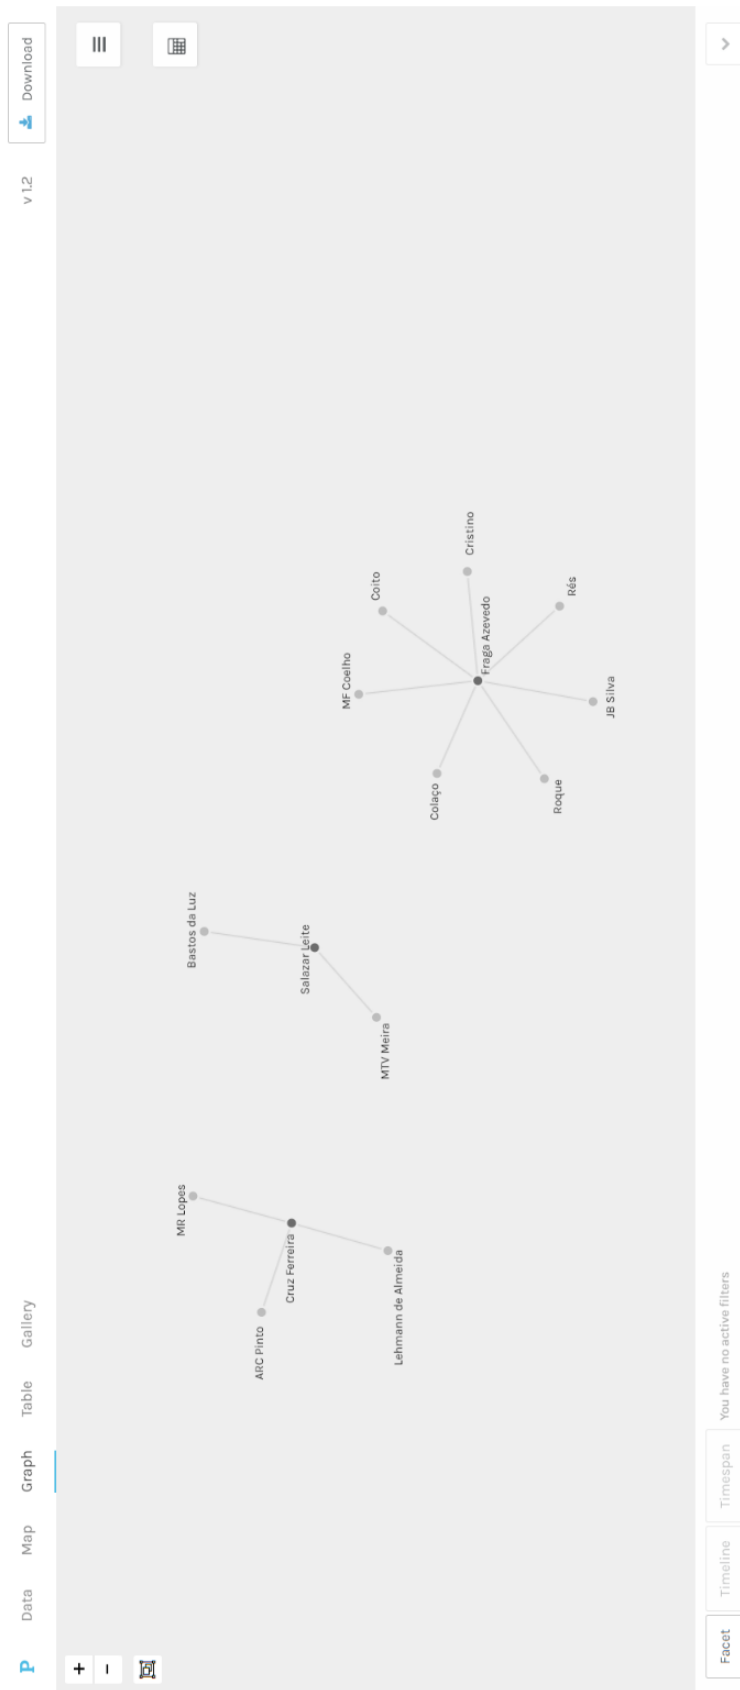 P
Data
Map
Graph
Table
Gallery
v 1.2
Download
+
−
MR Lopes
ARC Pinto
Cruz Ferreira
Lehmann de Almeida
Bastos da Luz
Salazar Leite
MTV Meira
MF Coelho
Coito
Colaço
Cristino
Fraga Azevedo
Roque
Rés
JB Silva
Facet
Timeline
Timespan
You have no active filters